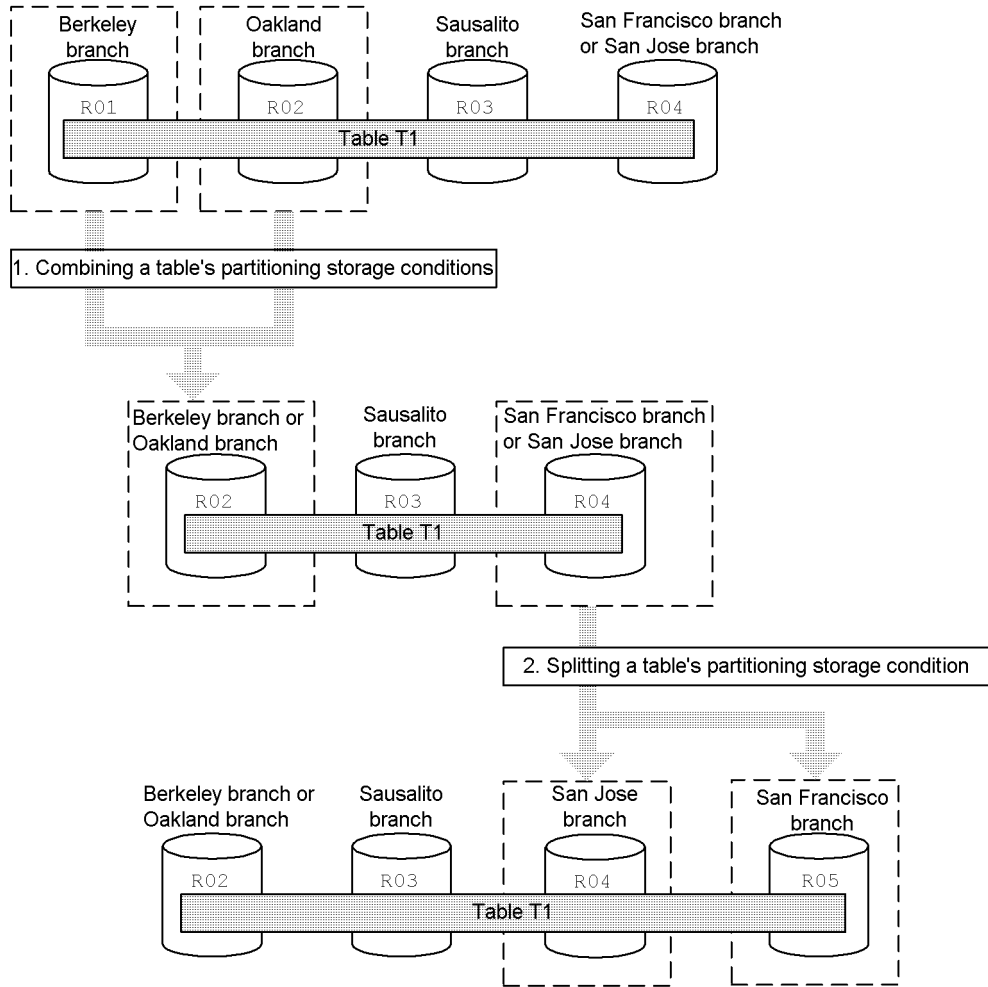 Berkeley
branch
Oakland
branch
Sausalito
branch
San Francisco branch
or San Jose branch
R01
R02
R03
R04
Table T1
1. Combining a table's partitioning storage conditions
Berkeley branch or
Oakland branch
Sausalito
branch
San Francisco branch
or San Jose branch
R02
R03
R04
Table T1
2. Splitting a table's partitioning storage condition
Berkeley branch or
Oakland branch
Sausalito
branch
San Jose
branch
San Francisco
branch
R02
R03
R04
R05
Table T1